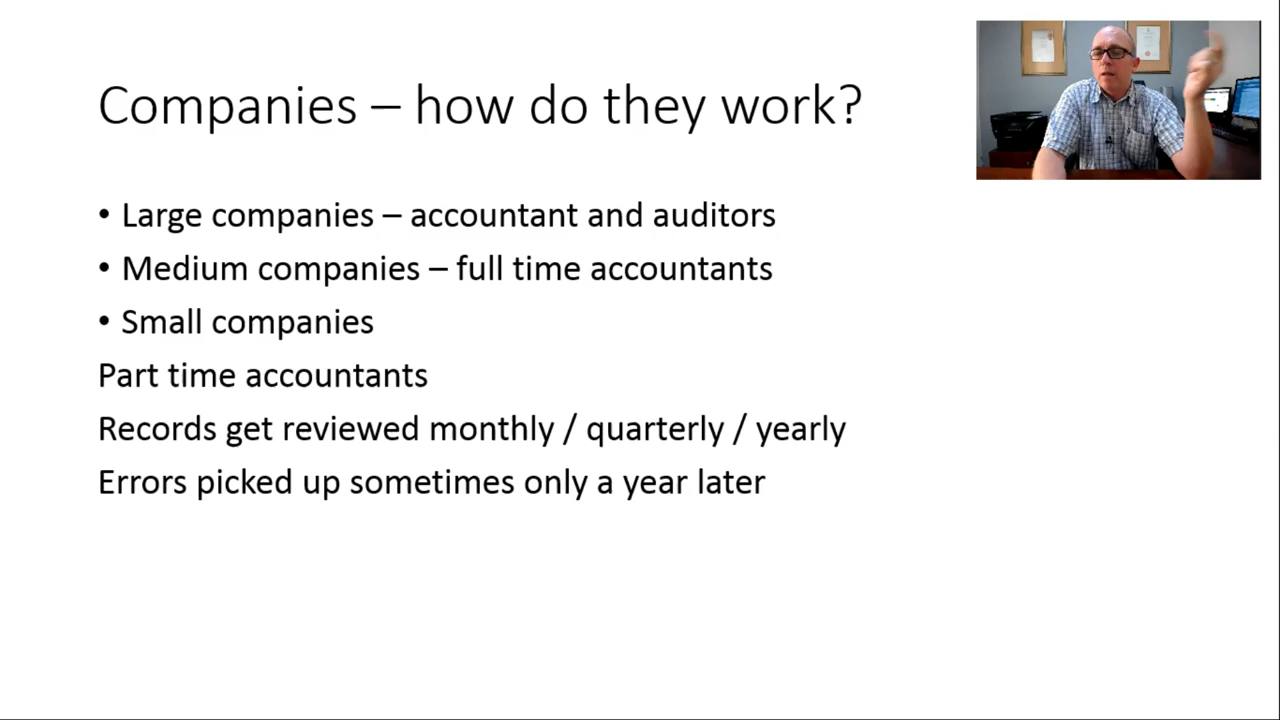 Companies – how do they work?
• Large companies – accountant and auditors
• Medium companies – full time accountants
• Small companies
Part time accountants
Records get reviewed monthly / quarterly / yearly
Errors picked up sometimes only a year later